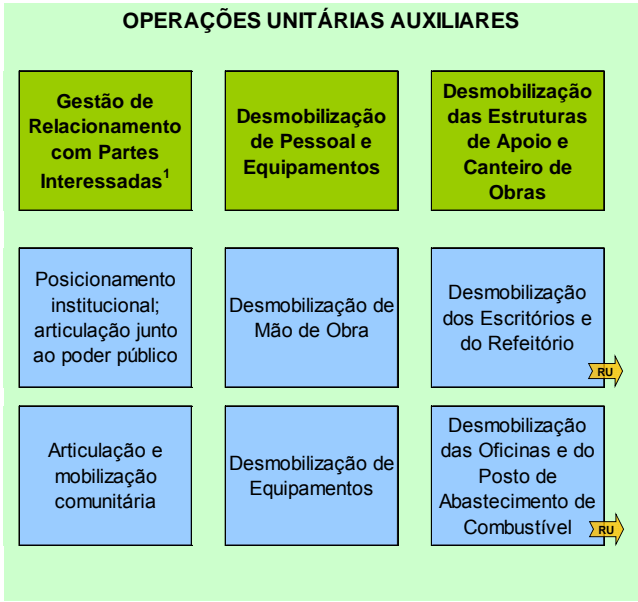 OPERAÇÕES UNITÁRIAS AUXILIARES
Gestão de
Relacionamento
com Partes
Interessadas¹
Desmobilização
de Pessoal e
Equipamentos
Desmobilização
das Estruturas
de Apoio e
Canteiro de
Obras
Posicionamento
institucional;
articulação junto
ao poder público
Desmobilização de
Mão de Obra
Desmobilização
dos Escritórios e
do Refeitório
RU
Articulação e
mobilização
comunitária
Desmobilização de
Equipamentos
Desmobilização
das Oficinas e do
Posto de
Abastecimento de
Combustível
RU